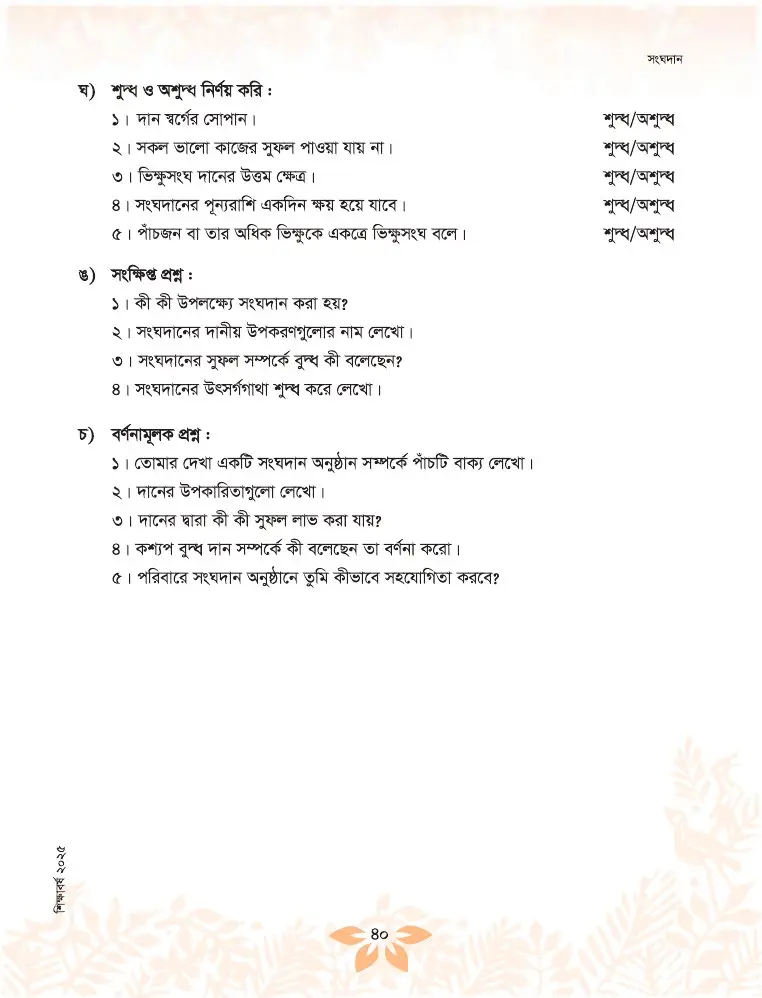 সংঘদান
ঘ) শুদ্ধ ও অশুদ্ধ নির্ণয় করি :
১। দান স্বর্গের সোপান। শুদ্ধ/অশুদ্ধ
২। সকল ভালো কাজের সুফল পাওয়া যায় না। শুদ্ধ/অশুদ্ধ
৩। ভিক্ষুসংঘ দানের উত্তম ক্ষেত্র। শুদ্ধ/অশুদ্ধ
৪। সংঘদানের পূন্যরাশি একদিন ক্ষয় হয়ে যাবে। শুদ্ধ/অশুদ্ধ
৫। পাঁচজন বা তার অধিক ভিক্ষুকে একত্রে ভিক্ষুসংঘ বলে। শুদ্ধ/অশুদ্ধ
ঙ) সংক্ষিপ্ত প্রশ্ন :
১। কী কী উপলক্ষ্যে সংঘদান করা হয়?
২। সংঘদানের দানীয় উপকরণগুলোর নাম লেখো।
৩। সংঘদানের সুফল সম্পর্কে বুদ্ধ কী বলেছেন?
৪। সংঘদানের উৎসর্গগাথা শুদ্ধ করে লেখো।
চ) বর্ণনামূলক প্রশ্ন :
১। তোমার দেখা একটি সংঘদান অনুষ্ঠান সম্পর্কে পাঁচটি বাক্য লেখো।
২। দানের উপকারিতাগুলো লেখো।
৩। দানের দ্বারা কী কী সুফল লাভ করা যায়?
৪। কশ্যপ বুদ্ধ দান সম্পর্কে কী বলেছেন তা বর্ণনা করো।
৫। পরিবারে সংঘদান অনুষ্ঠানে তুমি কীভাবে সহযোগিতা করবে?
শিক্ষাবর্ষ ২০২৫
৪০